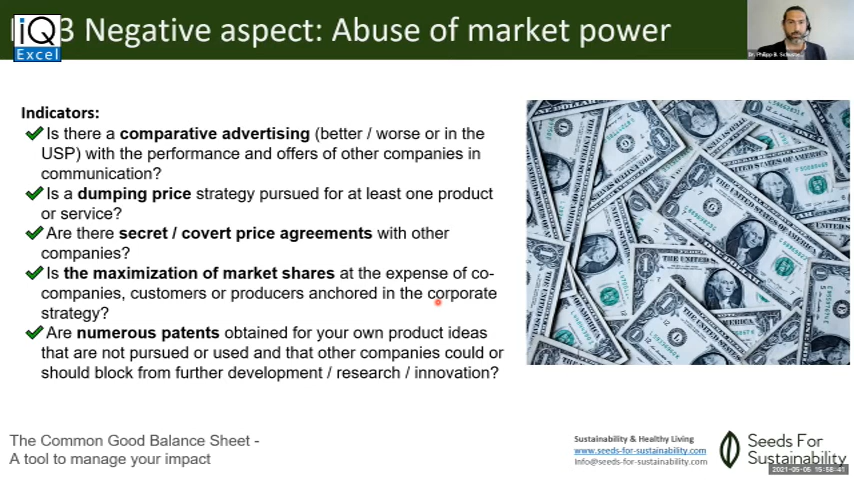 3 Negative aspect: Abuse of market power
iQ
Excel
Indicators:
Is there a comparative advertising (better / worse or in the
USP) with the performance and offers of other companies in
communication?
Is a dumping price strategy pursued for at least one product
or service?
Are there secret / covert price agreements with other
companies?
Is the maximization of market shares at the expense of co-
companies, customers or producers anchored in the corporate
strategy?
Are numerous patents obtained for your own product ideas
that are not pursued or used and that other companies could or
should block from further development / research / innovation?
The Common Good Balance Sheet -
A tool to manage your impact
Sustainability & Healthy Living
www.seeds-for-sustainability.com
Info@seeds-for-sustainability.com
Seeds For
Sustainability
2021-05-05 15:58:41